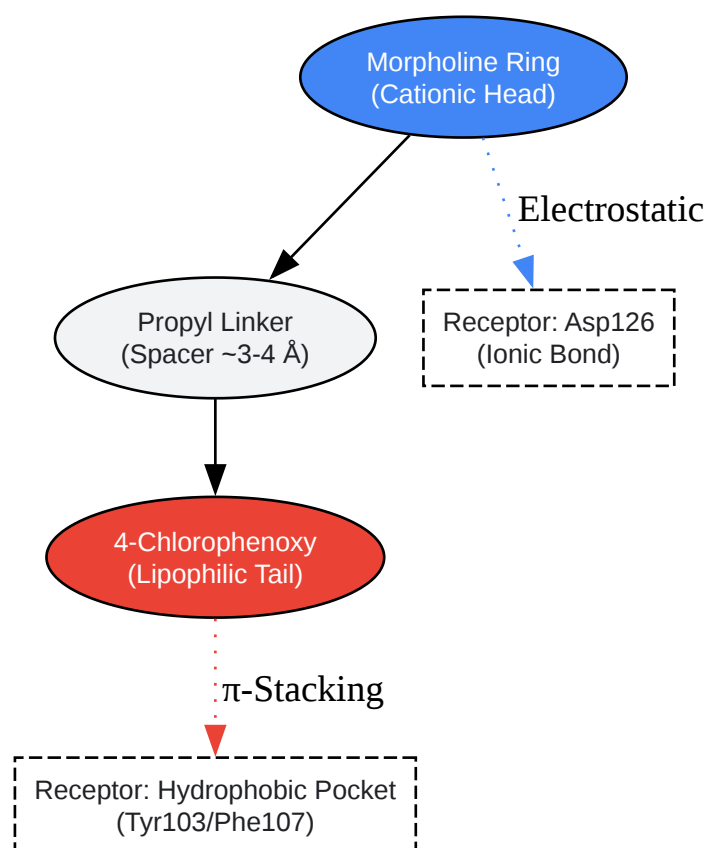 Morpholine Ring
(Cationic Head)
Electrostatic
Propyl Linker
(Spacer ~3-4 Å)
Receptor: Asp126
(Ionic Bond)
4-Chlorophenoxy
(Lipophilic Tail)
π-Stacking
Receptor: Hydrophobic Pocket
(Tyr103/Phe107)